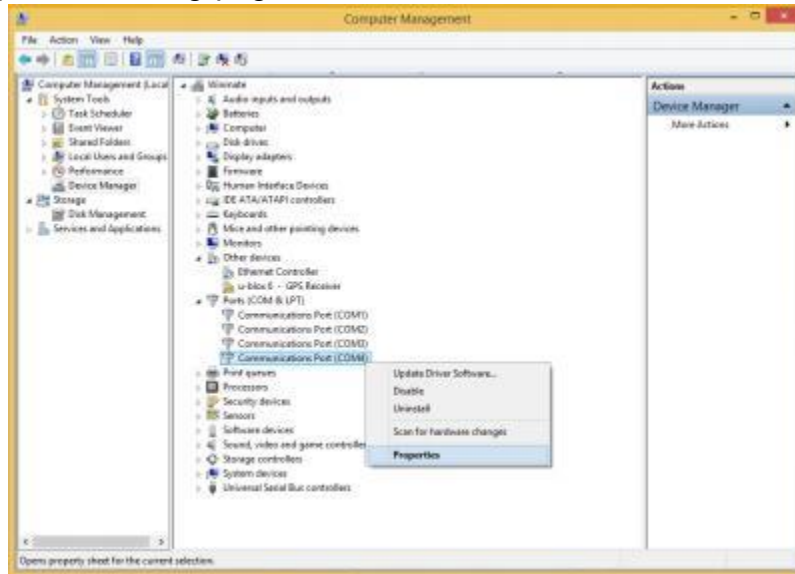 Computer Management
File Action View Help
Computer Management (Local
System Tools
Task Scheduler
Event Viewer
Shared Folders
Local Users and Groups
Performance
Device Manager
Storage
Disk Management
Services and Applications
Winmate
Audio inputs and outputs
Batteries
Computer
Disk drives
Display adapters
Firmware
Human Interface Devices
IDE ATA/ATAPI controllers
Keyboards
Mice and other pointing devices
Monitors
Other devices
Ethernet Controller
u-blox 6 - GPS Receiver
Ports (COM & LPT)
Communications Port (COM1)
Communications Port (COM2)
Communications Port (COM3)
Communications Port (COM4)
Print queues
Processors
Security devices
Sensors
Software devices
Sound, video and game controller
Storage controllers
System devices
Universal Serial Bus controllers
Update Driver Software...
Disable
Uninstall
Scan for hardware changes
Properties
Actions
Device Manager
More Actions
Opens property sheet for the current selection.